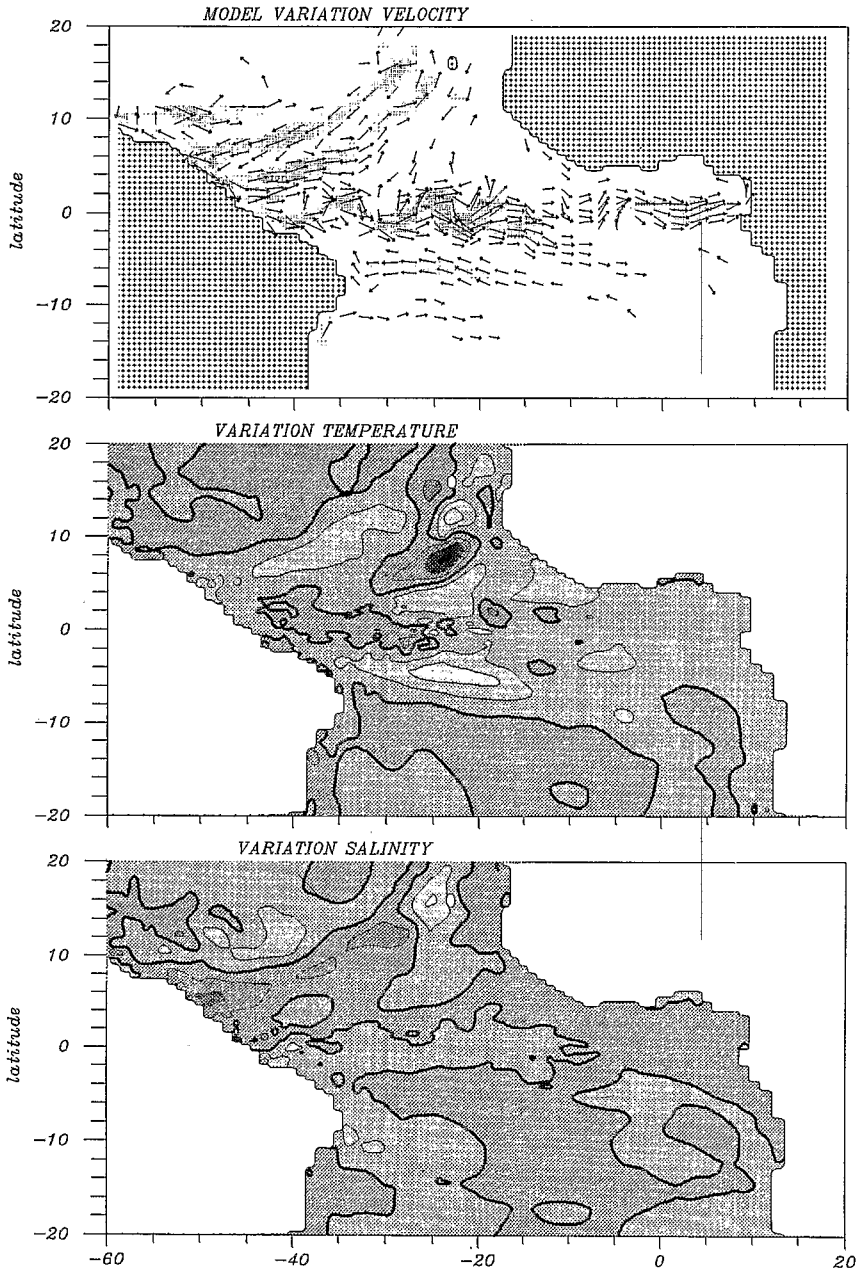 MODEL VARIATION VELOCITY
20
10
0
-10
-20
latitude
VARIATION TEMPERATURE
20
10
0
-10
-20
latitude
VARIATION SALINITY
20
10
0
-10
-20
latitude
-60 -40 -20 0 20